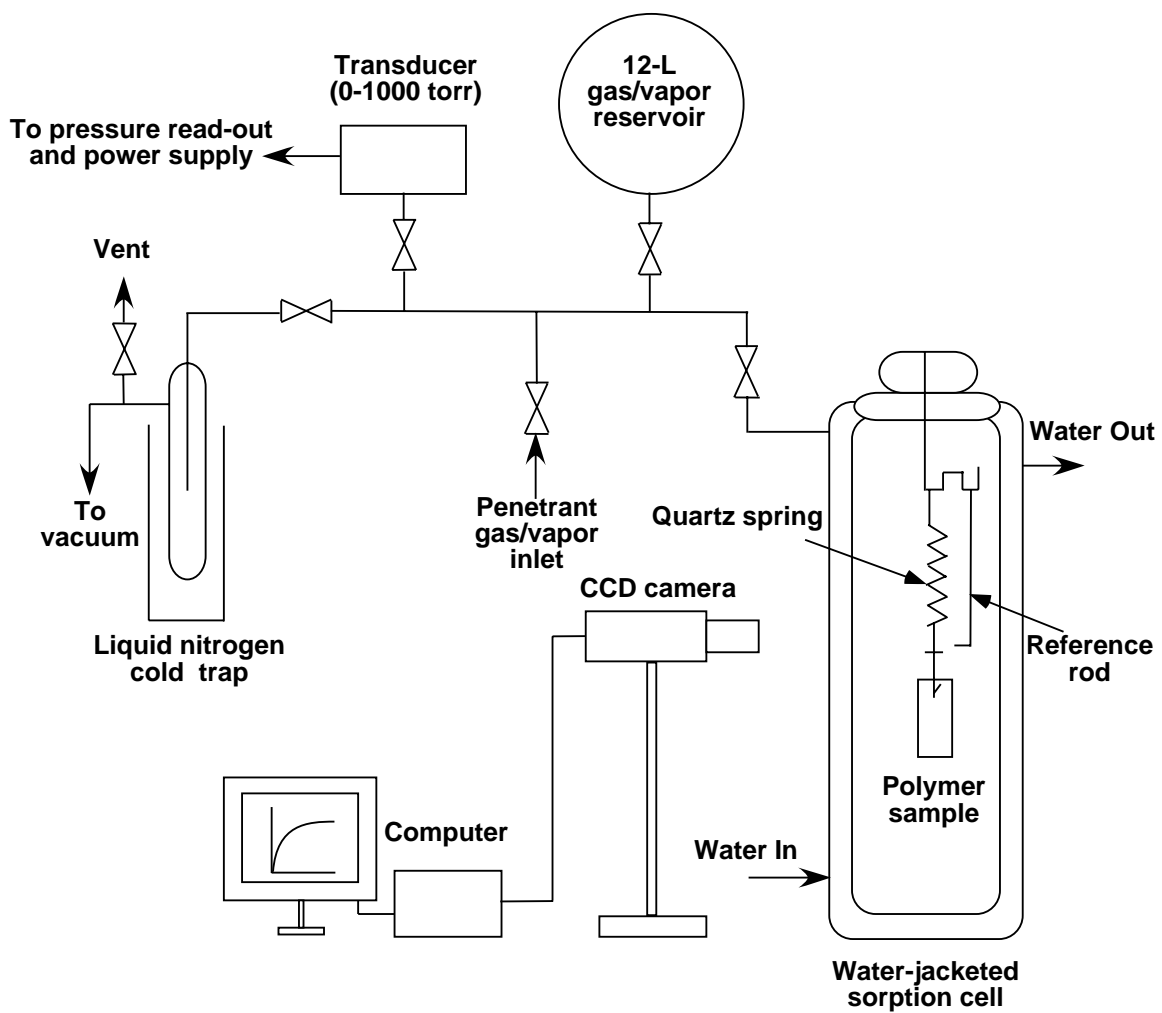 Transducer
(0-1000 torr)
12-L
gas/vapor
reservoir
To pressure read-out
and power supply
Vent
To
vacuum
Liquid nitrogen
cold trap
Penetrant
gas/vapor
inlet
CCD camera
Computer
Quartz spring
Water Out
Reference
rod
Polymer
sample
Water In
Water-jacketed
sorption cell